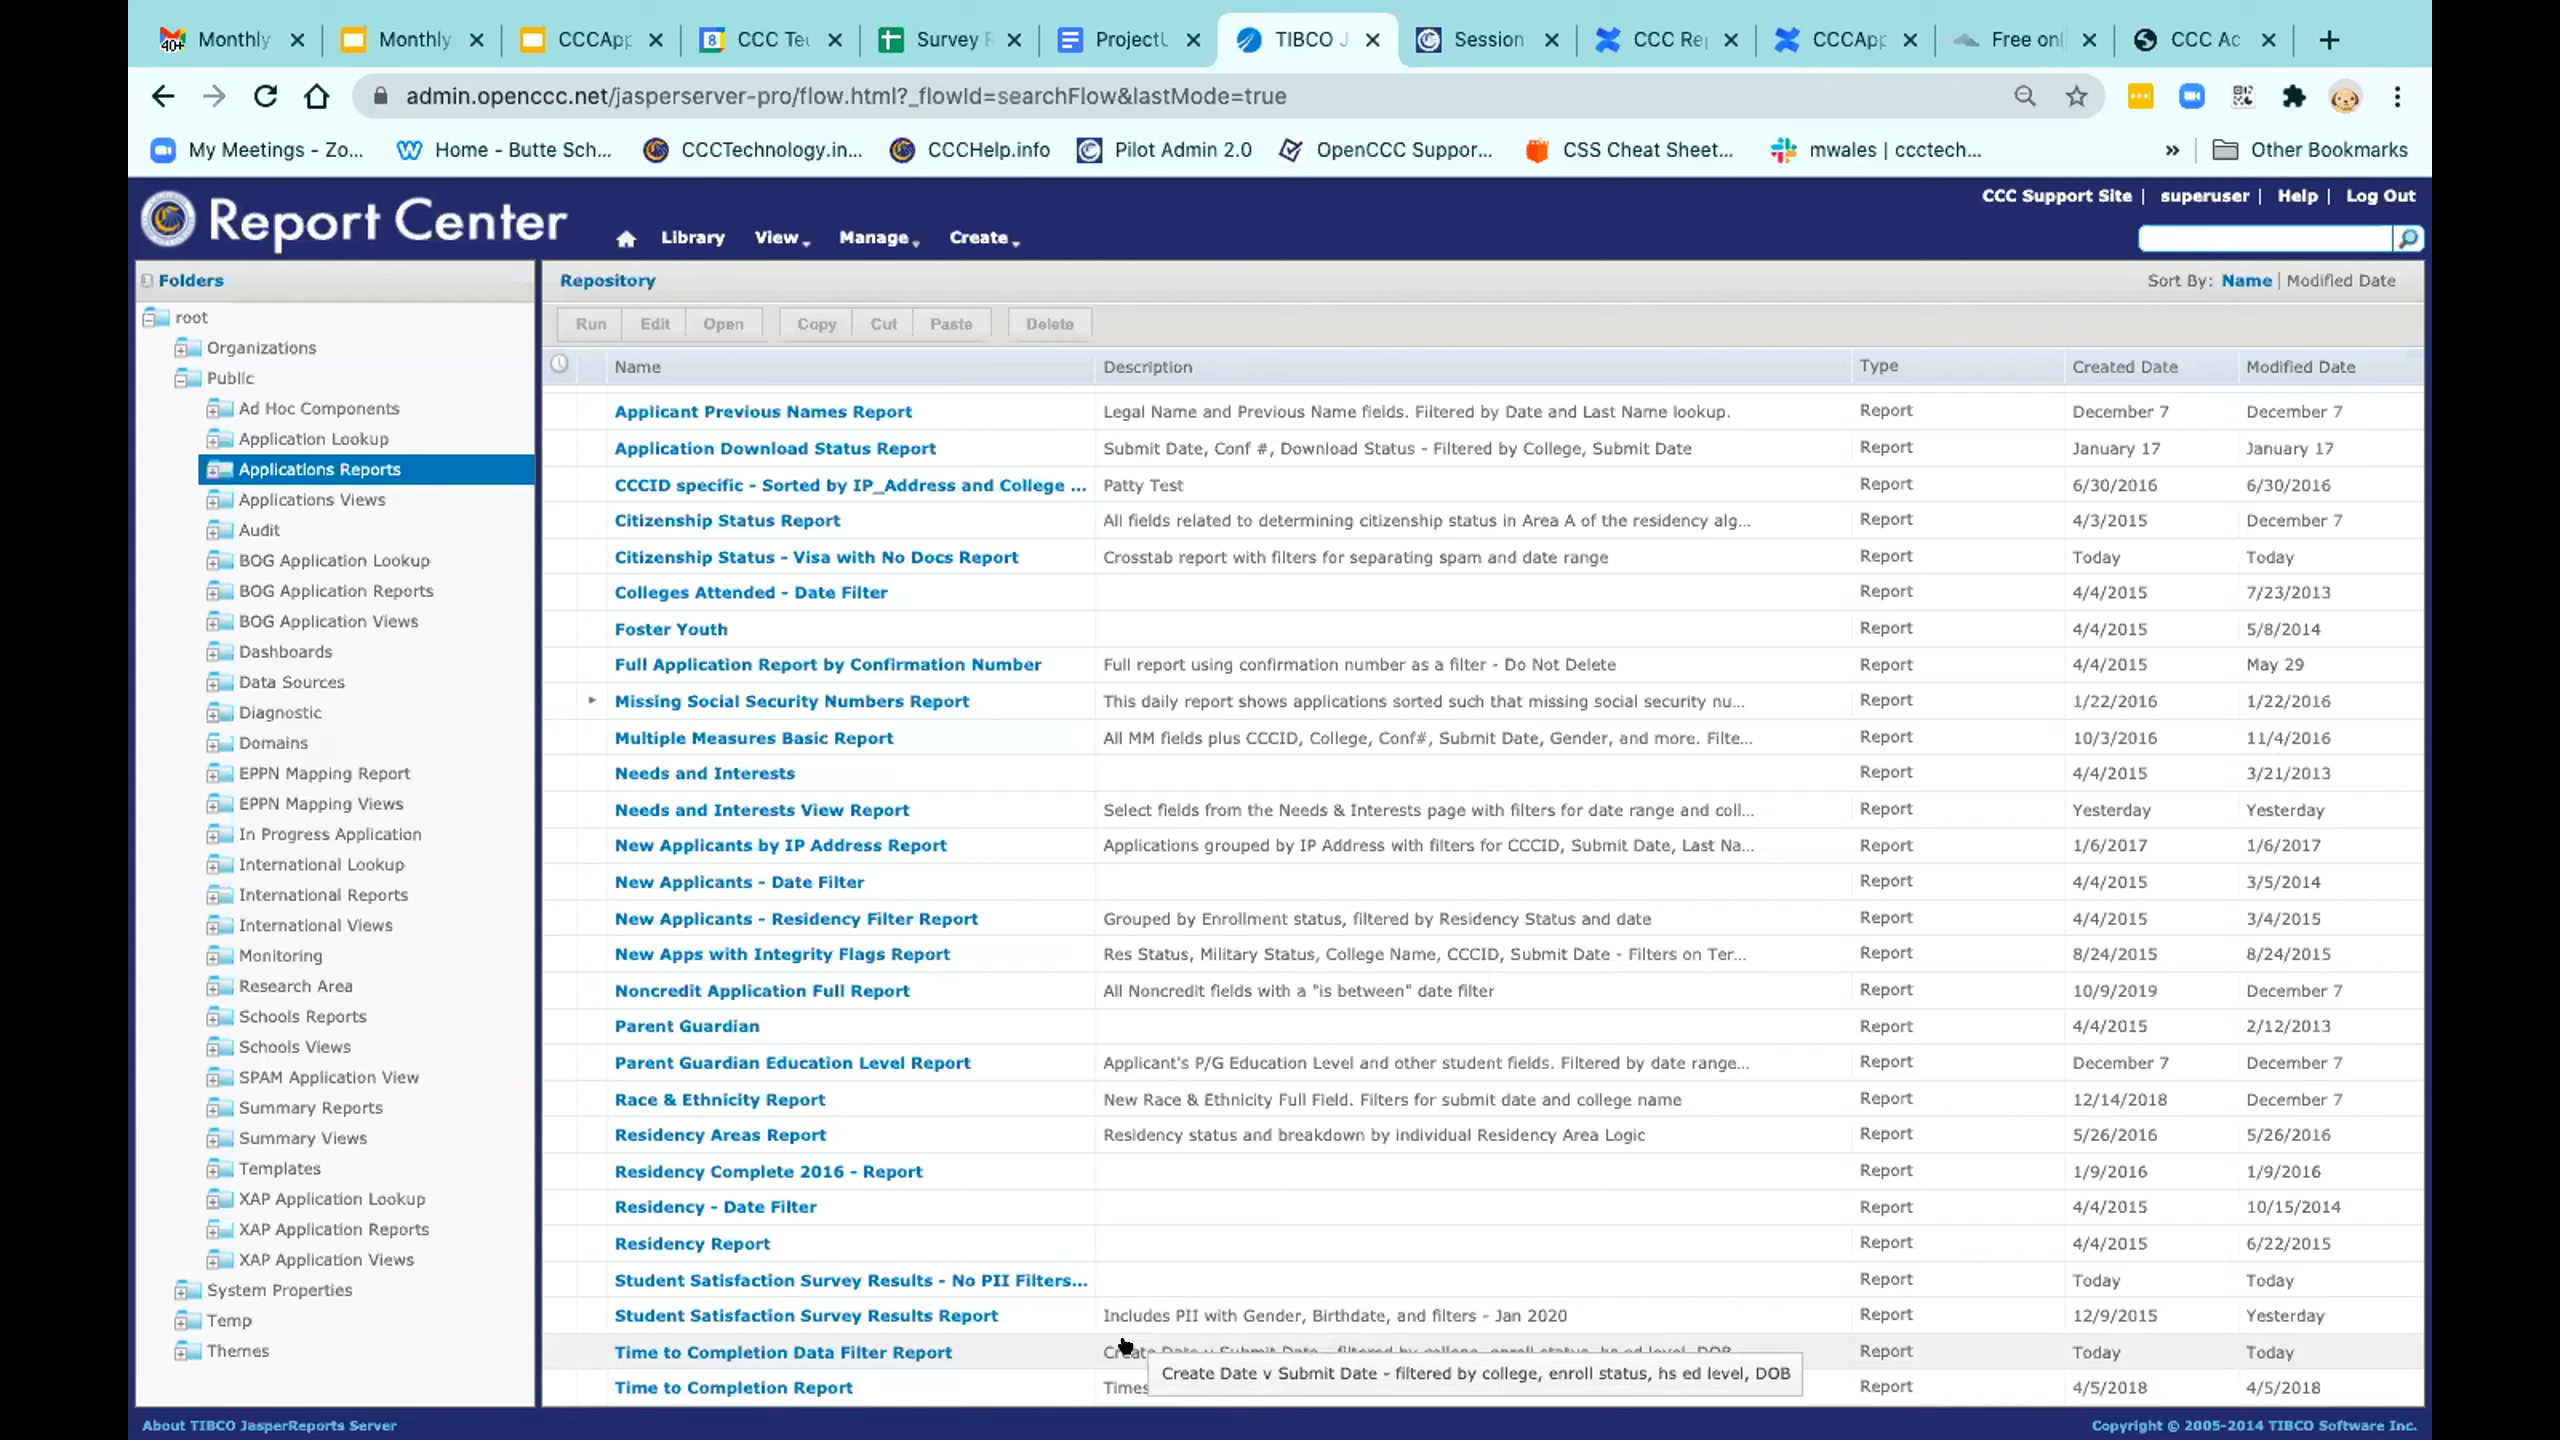 40+ Monthly
Monthly
CCCApp
8 CCC Tec
Survey R
ProjectU
TIBCO J
Session
CCC Rep
CCCApp
Free onl
CCC Ac
admin.openccc.net/jasperserver-pro/flow.html?_flowId=searchFlow&lastMode=true
My Meetings - Zo... Home - Butte Sch... CCCTechnology.in... CCCHelp.info Pilot Admin 2.0 OpenCCC Suppor... CSS Cheat Sheet... mwales | ccctech... » Other Bookmarks
CCC Support Site | superuser | Help | Log Out
Report Center
Library View Manage Create
Folders
root
Organizations
Public
Ad Hoc Components
Application Lookup
Applications Reports
Applications Views
Audit
BOG Application Lookup
BOG Application Reports
BOG Application Views
Dashboards
Data Sources
Diagnostic
Domains
EPPN Mapping Report
EPPN Mapping Views
In Progress Application
International Lookup
International Reports
International Views
Monitoring
Research Area
Schools Reports
Schools Views
SPAM Application View
Summary Reports
Summary Views
Templates
XAP Application Lookup
XAP Application Reports
XAP Application Views
System Properties
Temp
Themes
Repository
Sort By: Name | Modified Date
Run Edit Open Copy Cut Paste Delete
Name Description Type Created Date Modified Date
Applicant Previous Names Report Legal Name and Previous Name fields. Filtered by Date and Last Name lookup. Report December 7 December 7
Application Download Status Report Submit Date, Conf #, Download Status - Filtered by College, Submit Date Report January 17 January 17
CCCID specific - Sorted by IP_Address and College ... Patty Test Report 6/30/2016 6/30/2016
Citizenship Status Report All fields related to determining citizenship status in Area A of the residency alg... Report 4/3/2015 December 7
Citizenship Status - Visa with No Docs Report Crosstab report with filters for separating spam and date range Report Today Today
Colleges Attended - Date Filter Report 4/4/2015 7/23/2013
Foster Youth Report 4/4/2015 5/8/2014
Full Application Report by Confirmation Number Full report using confirmation number as a filter - Do Not Delete Report 4/4/2015 May 29
Missing Social Security Numbers Report This daily report shows applications sorted such that missing social security nu... Report 1/22/2016 1/22/2016
Multiple Measures Basic Report All MM fields plus CCCID, College, Conf#, Submit Date, Gender, and more. Filte... Report 10/3/2016 11/4/2016
Needs and Interests Report 4/4/2015 3/21/2013
Needs and Interests View Report Select fields from the Needs & Interests page with filters for date range and coll... Report Yesterday Yesterday
New Applicants by IP Address Report Applications grouped by IP Address with filters for CCCID, Submit Date, Last Na... Report 1/6/2017 1/6/2017
New Applicants - Date Filter Report 4/4/2015 3/5/2014
New Applicants - Residency Filter Report Grouped by Enrollment status, filtered by Residency Status and date Report 4/4/2015 3/4/2015
New Apps with Integrity Flags Report Res Status, Military Status, College Name, CCCID, Submit Date - Filters on Ter... Report 8/24/2015 8/24/2015
Noncredit Application Full Report All Noncredit fields with a "is between" date filter Report 10/9/2019 December 7
Parent Guardian Report 4/4/2015 2/12/2013
Parent Guardian Education Level Report Applicant's P/G Education Level and other student fields. Filtered by date range... Report December 7 December 7
Race & Ethnicity Report New Race & Ethnicity Full Field. Filters for submit date and college name Report 12/14/2018 December 7
Residency Areas Report Residency status and breakdown by individual Residency Area Logic Report 5/26/2016 5/26/2016
Residency Complete 2016 - Report Report 1/9/2016 1/9/2016
Residency - Date Filter Report 4/4/2015 10/15/2014
Residency Report Report 4/4/2015 6/22/2015
Student Satisfaction Survey Results - No PII Filters... Report Today Today
Student Satisfaction Survey Results Report Includes PII with Gender, Birthdate, and filters - Jan 2020 Report 12/9/2015 Yesterday
Time to Completion Data Filter Report Create Date v Submit Date - filtered by college, enroll status, hs ed level, DOB Report Today Today
Create Date v Submit Date - filtered by college, enroll status, hs ed level, DOB
Time to Completion Report Times Report 4/5/2018 4/5/2018
About TIBCO JasperReports Server
Copyright © 2005-2014 TIBCO Software Inc.